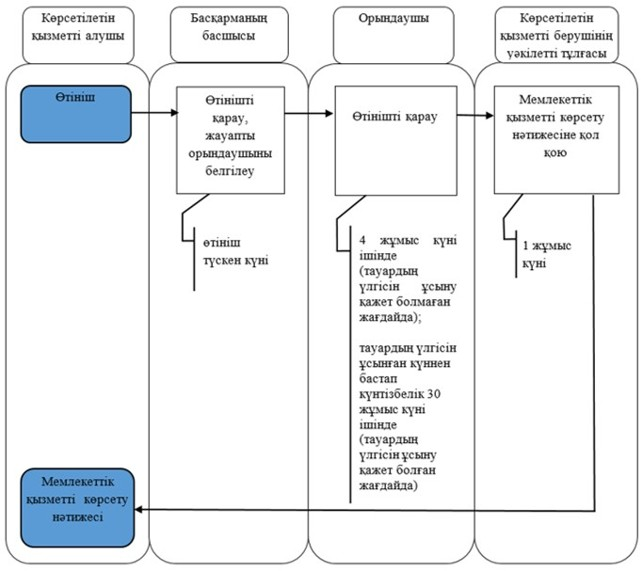 Көрсетілетін
қызметті алушы
Басқарманың
басшысы
Орындаушы
Көрсетілетін
қызметті берушінің
уәкілетті тұлғасы
Өтініш
Өтінішті
қарау,
жауапты
орындаушыны
белгілеу
Өтінішті қарау
Мемлекеттік
қызметті көрсету
нәтижесіне қол
қою
өтініш
түскен күні
4 жұмыс күні
ішінде
(тауардың
үлгісін ұсыну
қажет болмаған
жағдайда);
тауардың үлгісін
ұсынған күннен
бастап
күнтізбелік 30
жұмыс күні
ішінде
(тауардың
үлгісін ұсыну
қажет болған
жағдайда)
1 жұмыс
күні
Мемлекеттік
қызметті көрсету
нәтижесі